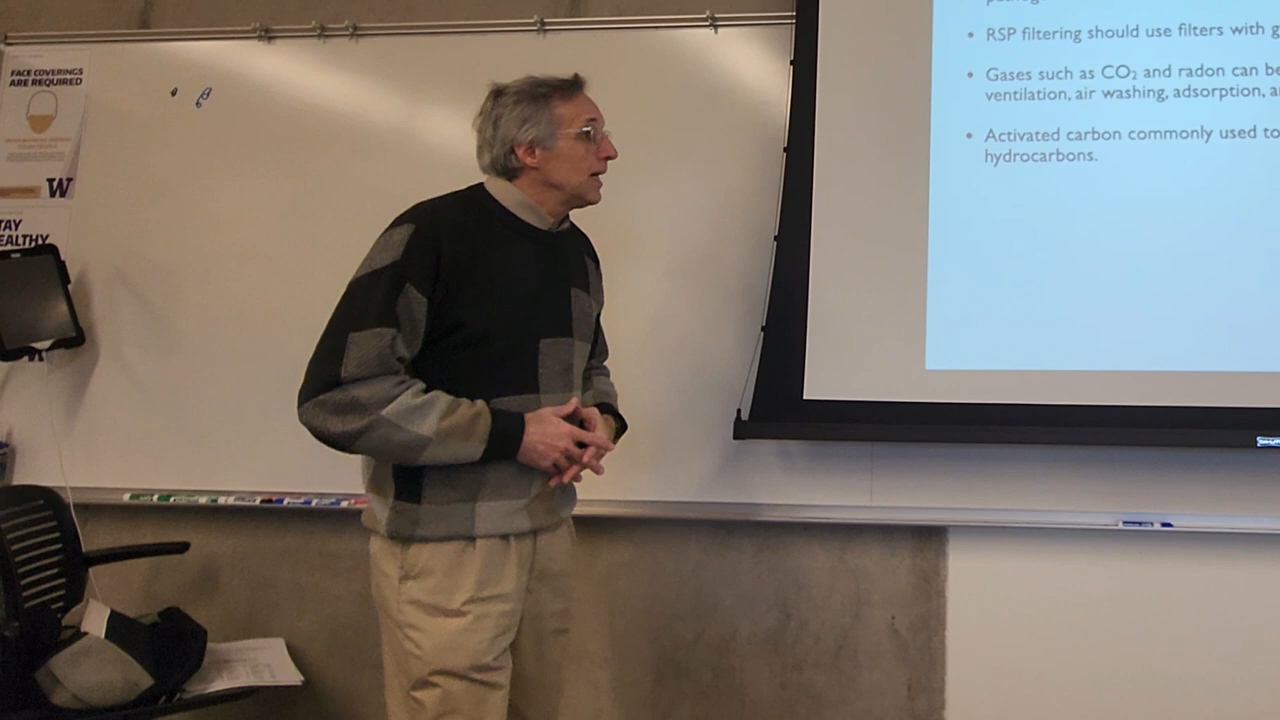 FACE COVERINGS
ARE REQUIRED
W
TAY
EALTHY
RSP filtering should use filters with g
Gases such as CO₂ and radon can be
ventilation, air washing, adsorption, a
Activated carbon commonly used to
hydrocarbons.